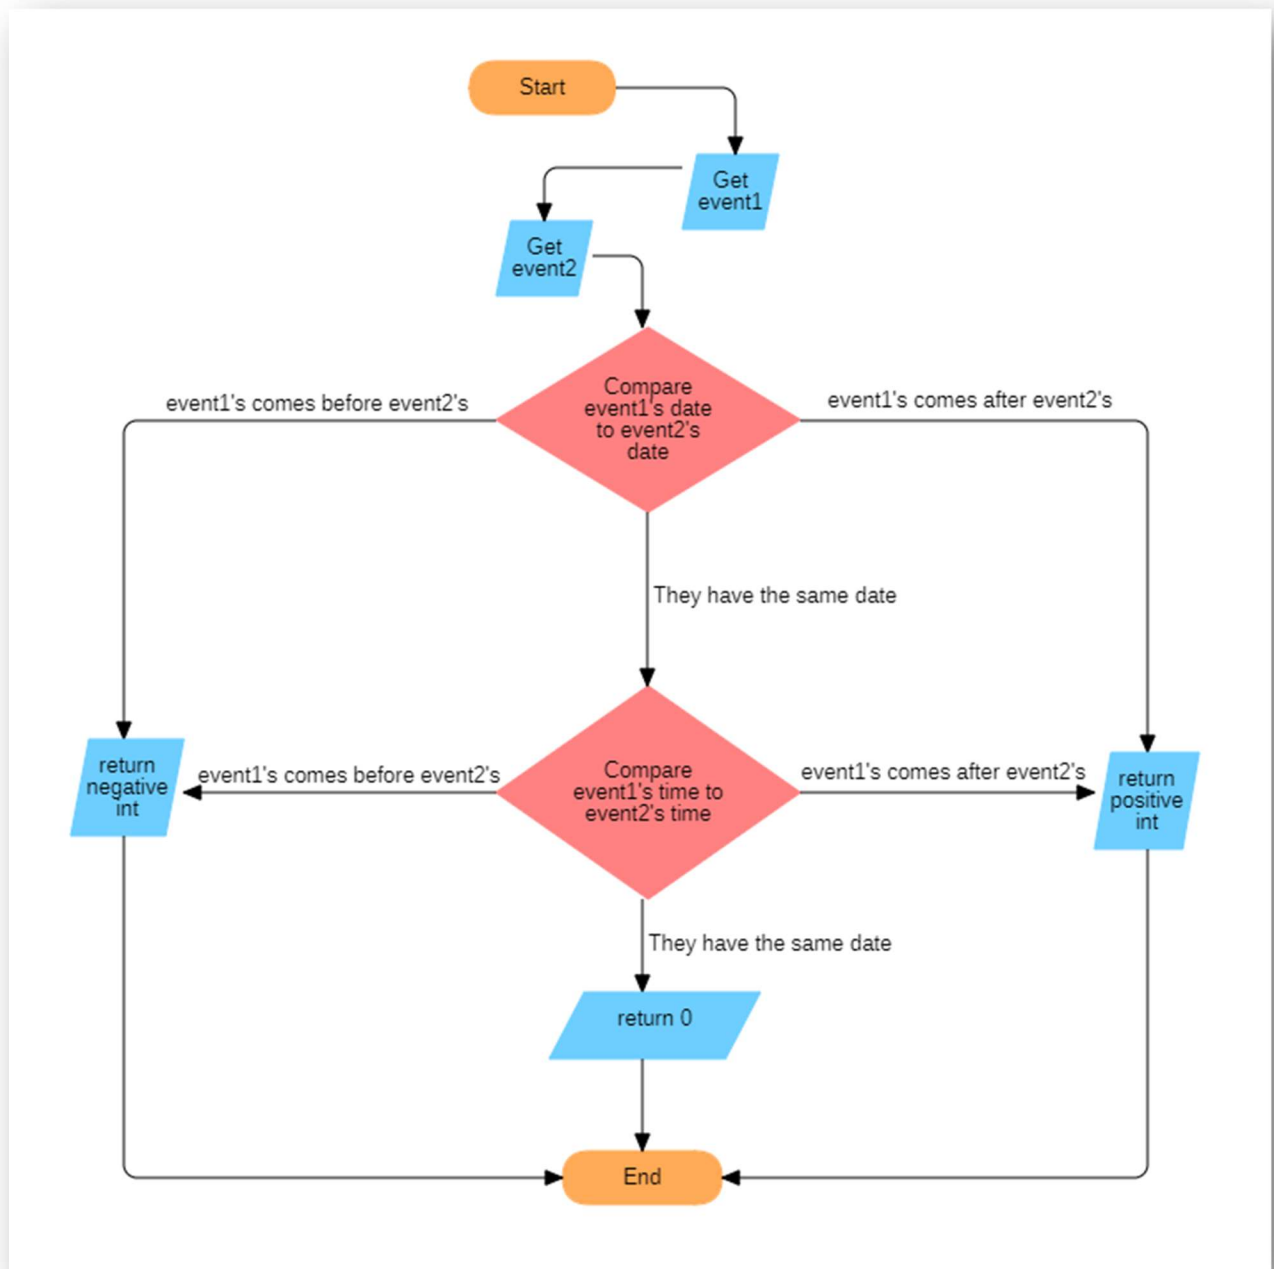 Start
Get
event1
Get
event2
Compare
event1's date
to event2's
date
event1's comes before event2's
event1's comes after event2's
They have the same date
Compare
event1's time to
event2's time
event1's comes before event2's
event1's comes after event2's
return
negative
int
return
positive
int
They have the same date
return 0
End